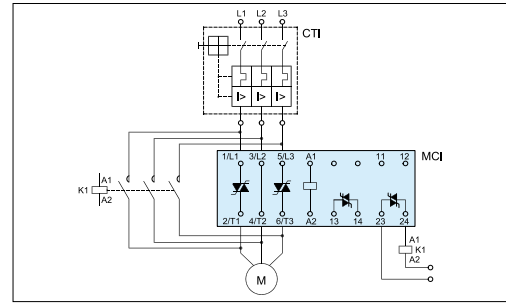 L1 L2 L3
CTI
I> I> I>
1/L1 3/L2 5/L3 A1 11 12 MCI
A1
K1
A2
2/T1 4/T2 6/T3 A2 13 14 23 24
A1
K1
A2
M